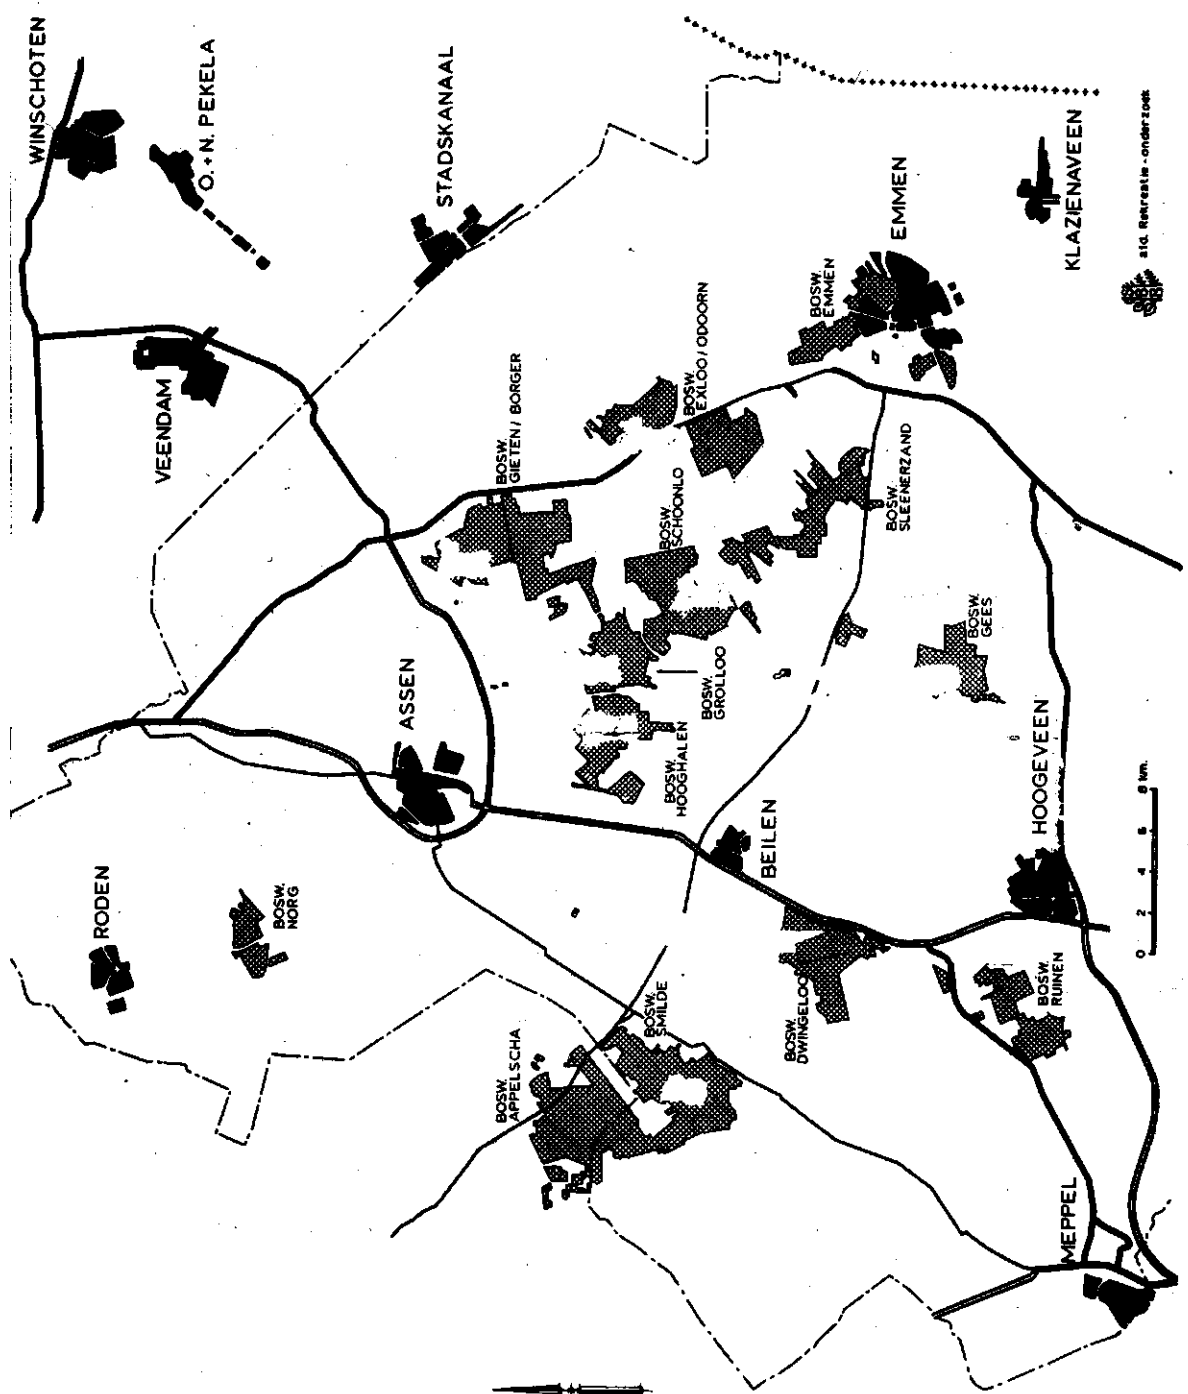 WINSCHOTEN
O. + N. PEKELA
STADSKANAAL
VEENDAM
RODEN
BOSW.
NORG
ASSEN
BOSW.
GIETEN / BORGER
BOSW.
EXLOO / ODOORN
BOSW.
SCHOONLO
BOSW.
GROLLOO
BOSW.
HOOGHALEN
BOSW.
EMMEN
EMMEN
KLAZIENAVEEN
BOSW.
SLEENERZAND
BOSW.
GEES
BOSW.
APPELSCHA
BOSW.
SMILDE
BEILEN
BOSW.
DWINGELOO
HOOGEVEEN
BOSW.
RUINEN
MEPPEL
0 2 4 6 8 km.
afd. Rekreatie - onderzoek